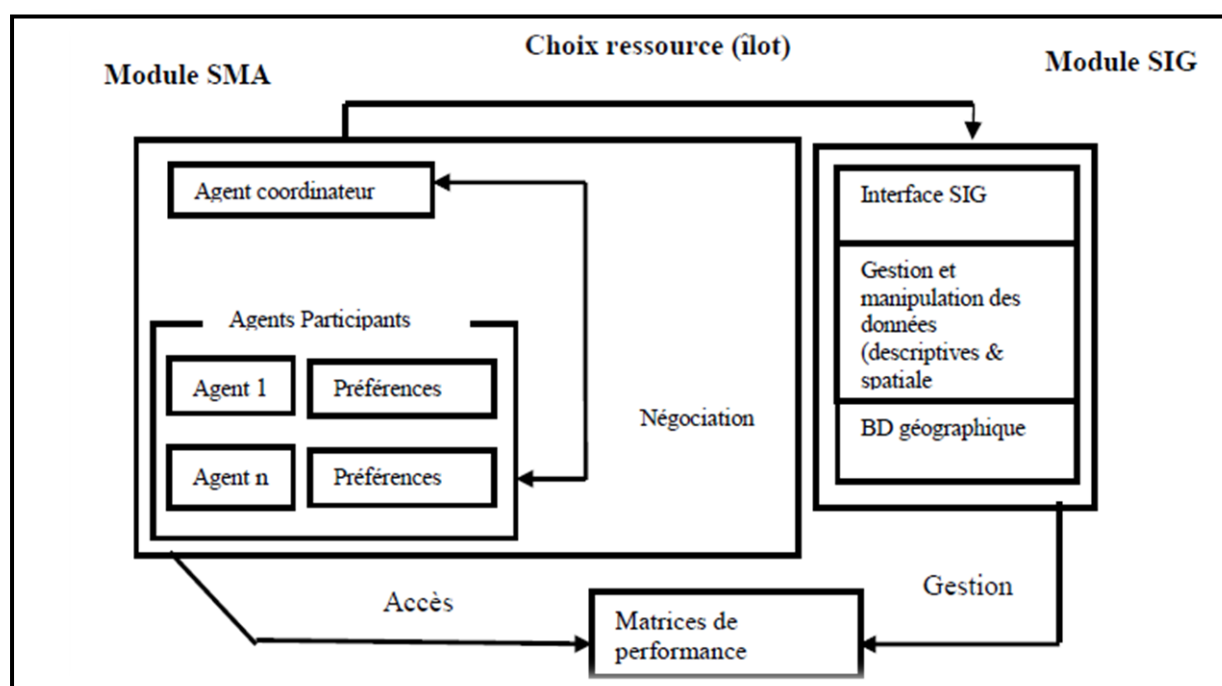 Choix ressource (îlot)
Module SMA
Module SIG
Agent coordinateur
Agents Participants
Agent 1
Préférences
Agent n
Préférences
Négociation
Interface SIG
Gestion et
manipulation des
données
(descriptives &
spatiale
BD géographique
Accès
Gestion
Matrices de
performance